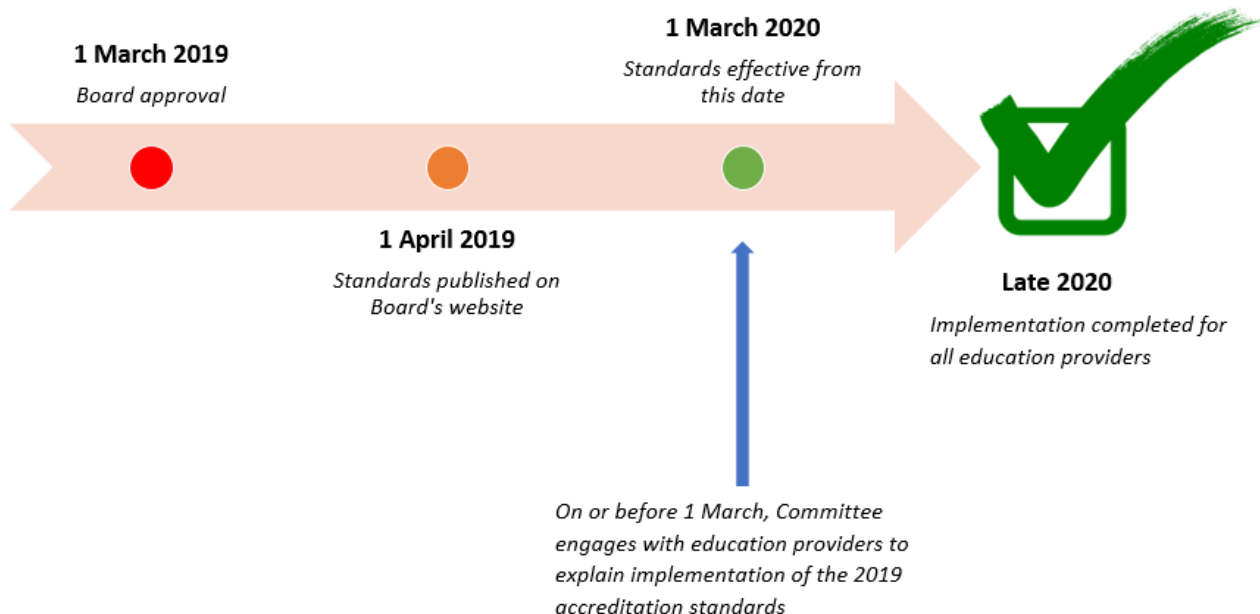 1 March 2019
Board approval
1 April 2019
Standards published on
Board's website
1 March 2020
Standards effective from
this date
On or before 1 March, Committee
engages with education providers to
explain implementation of the 2019
accreditation standards
Late 2020
Implementation completed for
all education providers